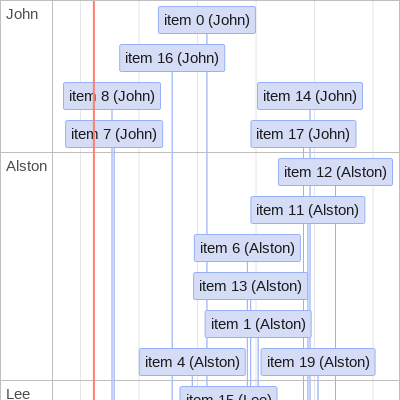 John
item 0 (John)
item 16 (John)
item 8 (John)
item 14 (John)
item 7 (John)
item 17 (John)
Alston
item 12 (Alston)
item 11 (Alston)
item 6 (Alston)
item 13 (Alston)
item 1 (Alston)
item 4 (Alston)
item 19 (Alston)
Lee
item 15 (Lee)